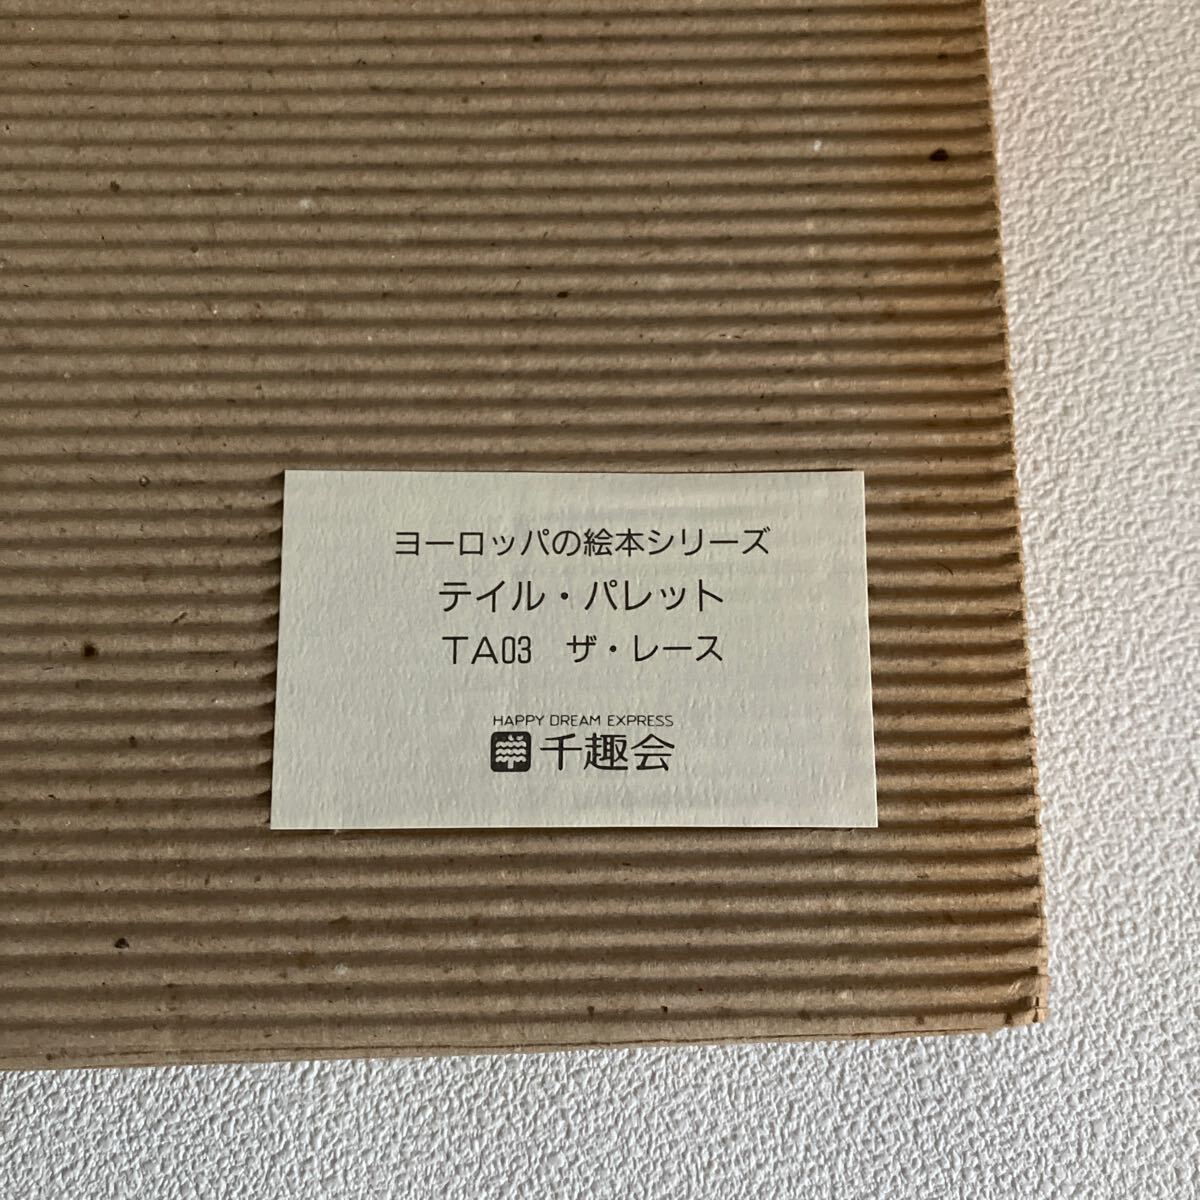 ヨーロッパの絵本シリーズ
テイル・パレット
TA03　ザ・レース
HAPPY DREAM EXPRESS
千趣会